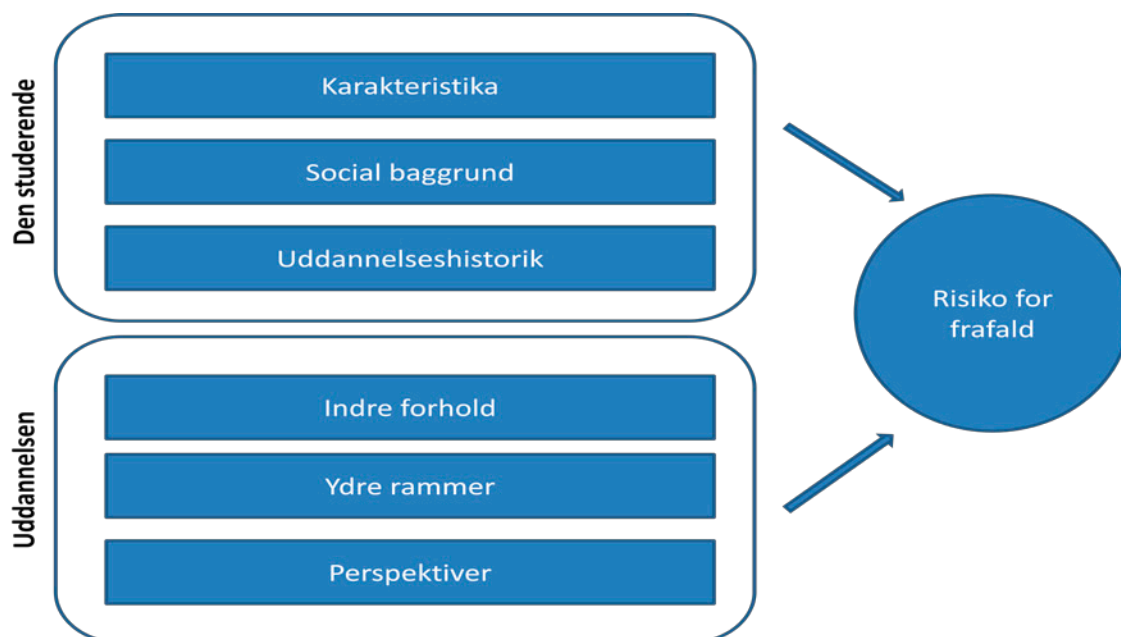 Den studerende
Karakteristika
Social baggrund
Uddannelseshistorik
Uddannelsen
Indre forhold
Ydre rammer
Perspektiver
Risiko for
frafald